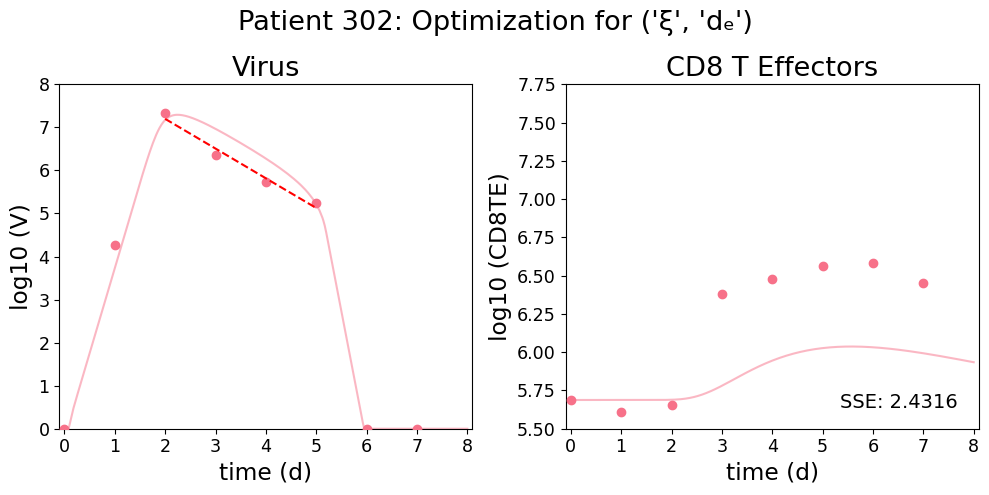 Patient 302: Optimization for ('ξ', 'dₑ')
Virus
CD8 T Effectors
log10 (V)
8
7
6
5
4
3
2
1
0
0 1 2 3 4 5 6 7 8
time (d)
log10 (CD8TE)
7.75
7.50
7.25
7.00
6.75
6.50
6.25
6.00
5.75
5.50
SSE: 2.4316
0 1 2 3 4 5 6 7 8
time (d)